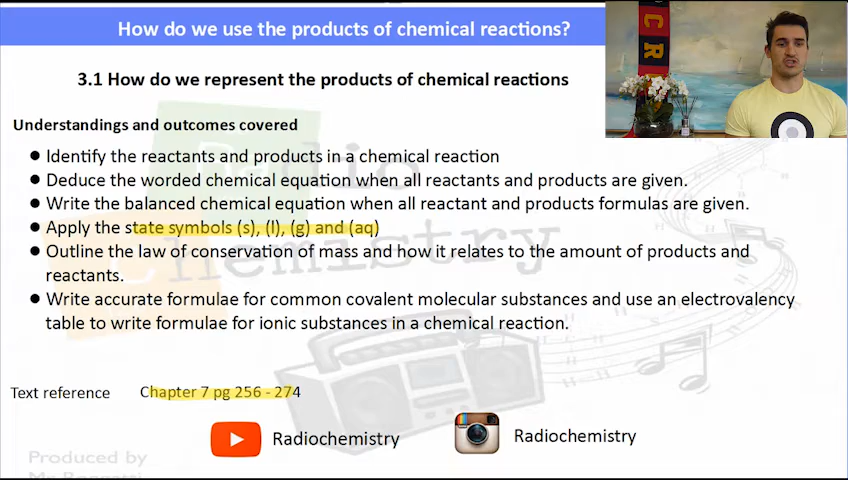 How do we use the products of chemical reactions?
3.1 How do we represent the products of chemical reactions
Understandings and outcomes covered
● Identify the reactants and products in a chemical reaction
● Deduce the worded chemical equation when all reactants and products are given.
● Write the balanced chemical equation when all reactant and products formulas are given.
● Apply the state symbols (s), (l), (g) and (aq)
● Outline the law of conservation of mass and how it relates to the amount of products and
reactants.
● Write accurate formulae for common covalent molecular substances and use an electrovalency
table to write formulae for ionic substances in a chemical reaction.
Text reference Chapter 7 pg 256 - 274
Radiochemistry
Radiochemistry
Produced by
Radio
Chemistry